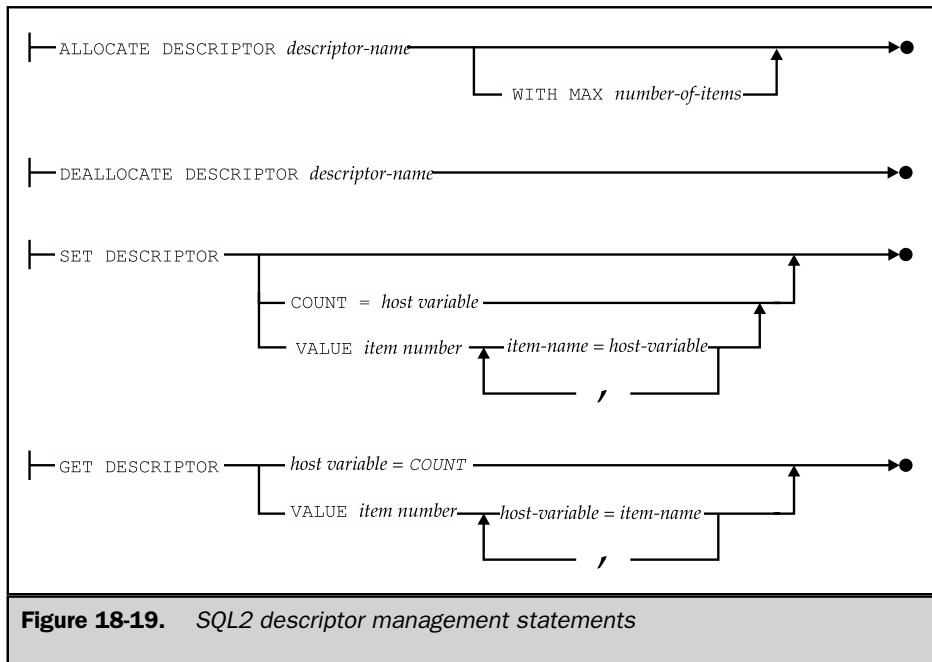 ALLOCATE DESCRIPTOR descriptor-name
WITH MAX number-of-items
DEALLOCATE DESCRIPTOR descriptor-name
SET DESCRIPTOR
COUNT = host variable
VALUE item number item-name = host-variable
,
GET DESCRIPTOR host variable = COUNT
VALUE item number host-variable = item-name
,
Figure 18-19. SQL2 descriptor management statements